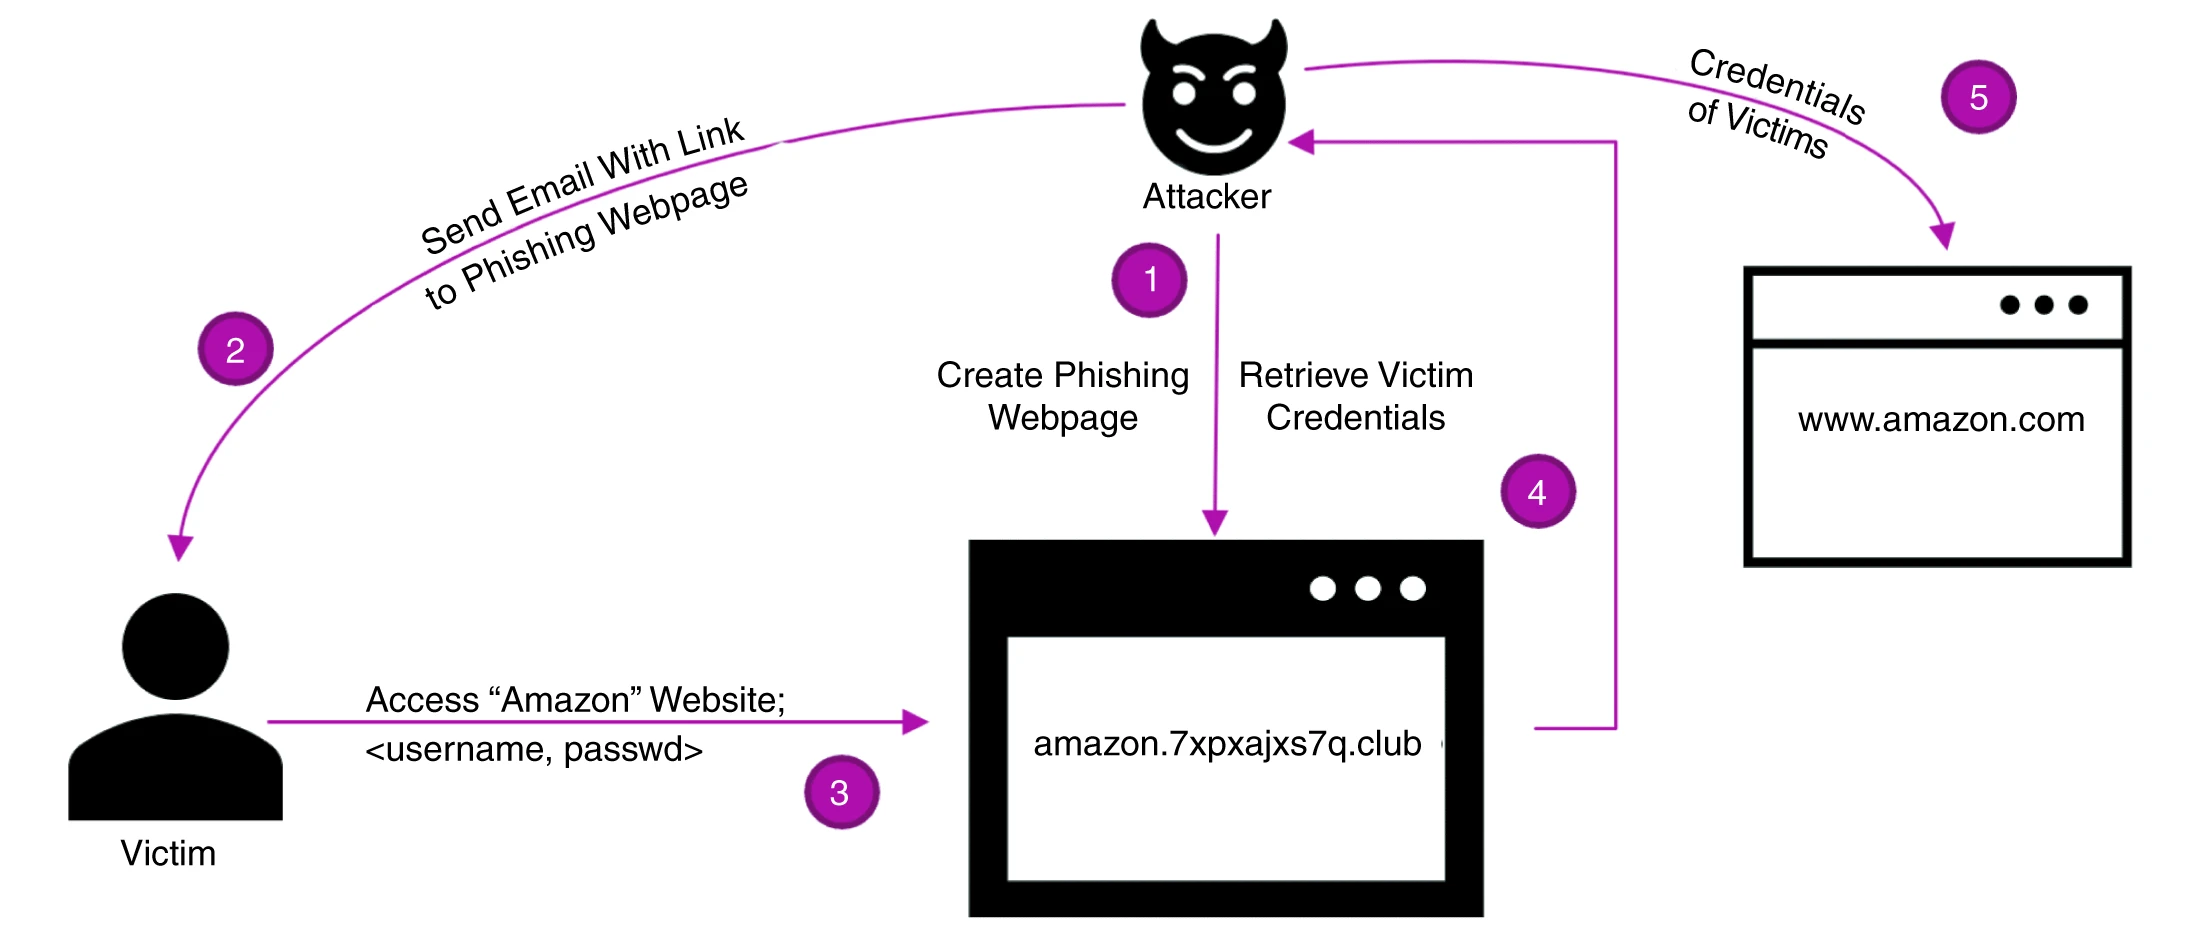 Send Email With Link
to Phishing Webpage
Attacker
Credentials
of Victims
5
1
2
Create Phishing
Webpage
Retrieve Victim
Credentials
4
www.amazon.com
Access “Amazon” Website;
<username, passwd>
3
amazon.7xpxajxs7q.club
Victim